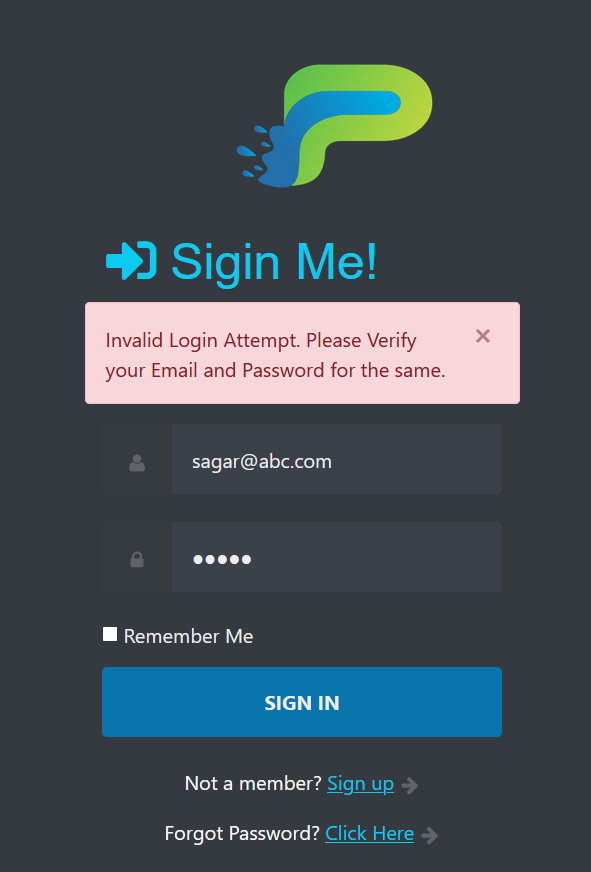 Sigin Me!
Invalid Login Attempt. Please Verify
your Email and Password for the same.
sagar@abc.com
Remember Me
SIGN IN
Not a member? Sign up
Forgot Password? Click Here